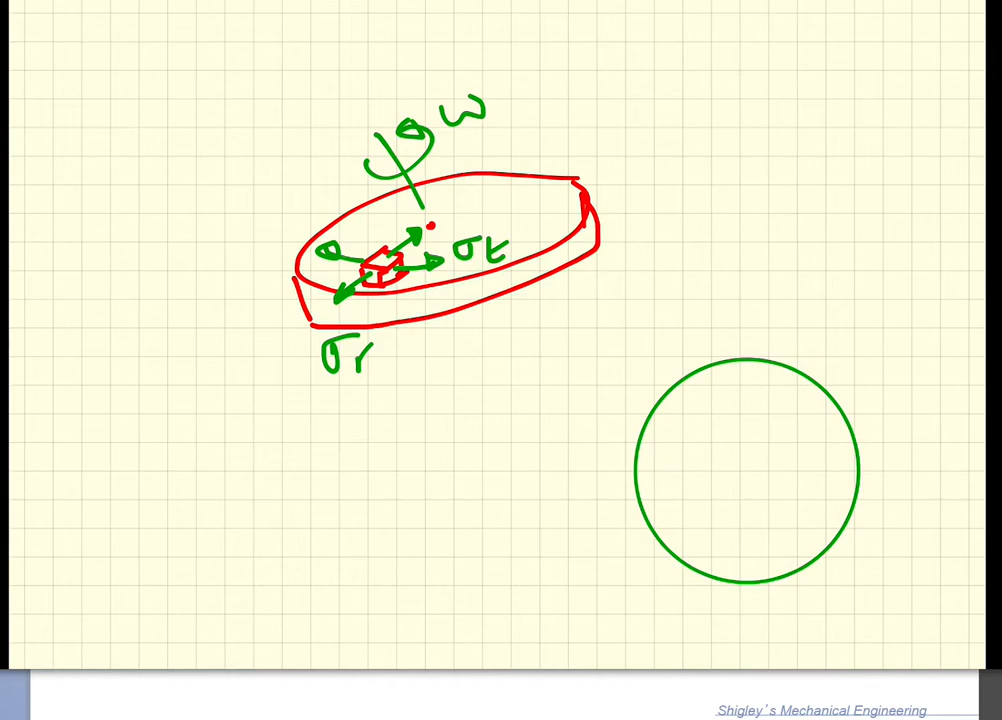 ω
σt
σr
Shigley's Mechanical Engineering